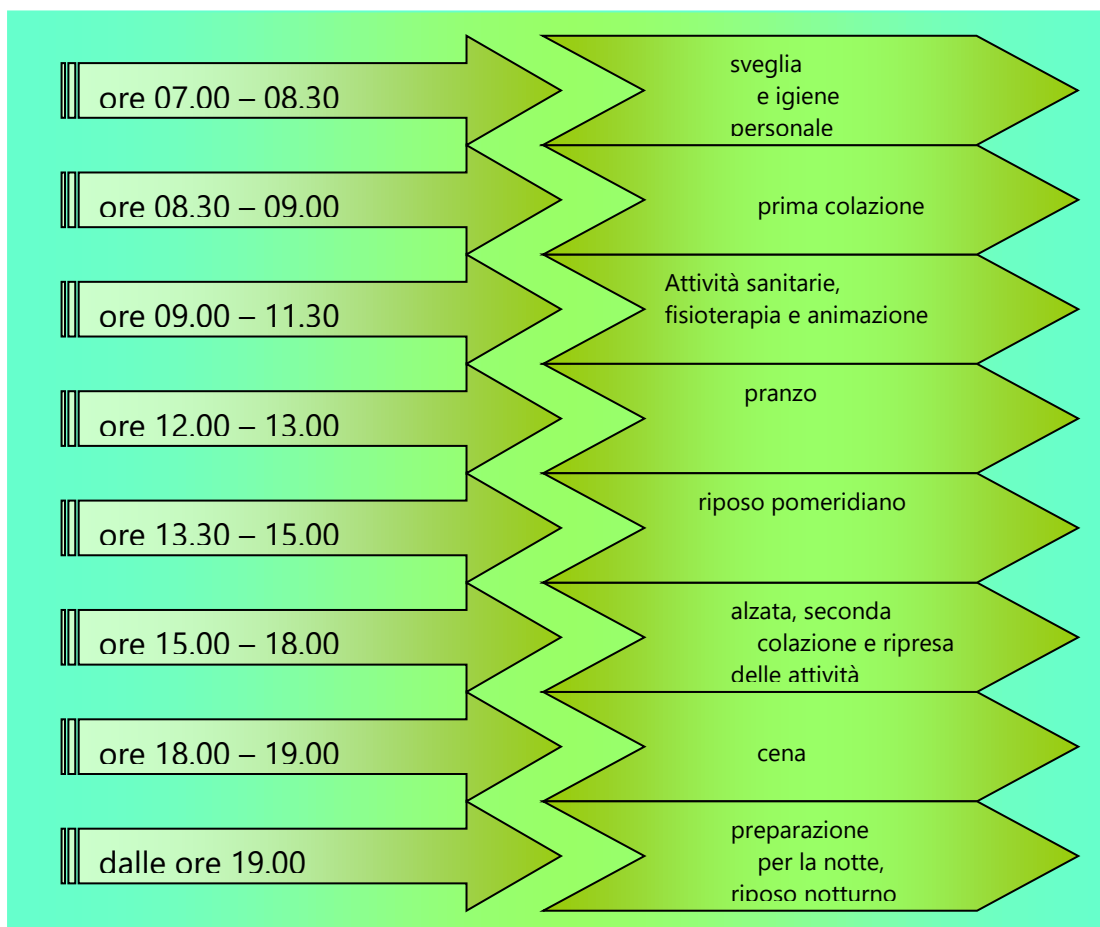 ore 07.00 – 08.30
sveglia
e igiene
personale
ore 08.30 – 09.00
prima colazione
ore 09.00 – 11.30
Attività sanitarie,
fisioterapia e animazione
ore 12.00 – 13.00
pranzo
ore 13.30 – 15.00
riposo pomeridiano
ore 15.00 – 18.00
alzata, seconda
colazione e ripresa
delle attività
ore 18.00 – 19.00
cena
dalle ore 19.00
preparazione
per la notte,
riposo notturno